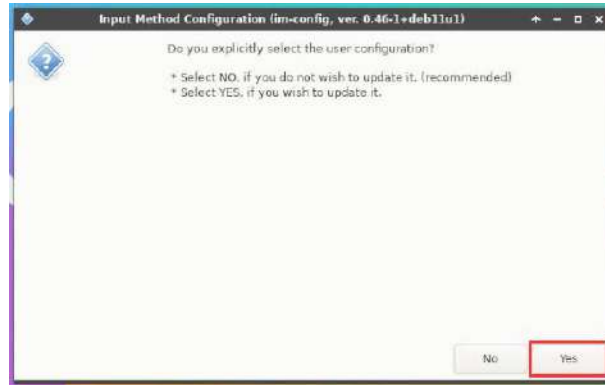 Input Method Configuration (im-config, ver. 0.46-1+deb11u1)
Do you explicitly select the user configuration?
* Select NO, if you do not wish to update it. (recommended)
* Select YES, if you wish to update it.
No
Yes